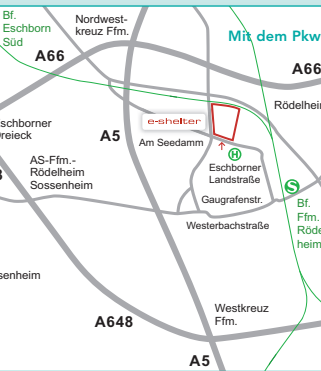 Bf.
Eschborn
Süd
Nordwest-
kreuz Ffm.
Mit dem Pkw
A66
A66
Rödelhei
schborner
reieck
A5
e-shelter
Am Seedamm
AS-Ffm.-
Rödelheim
Sossenheim
H
Eschborner
Landstraße
Gaugrafenstr.
S
Westerbachstraße
Bf.
Ffm.
Röde
heim
senheim
Westkreuz
Ffm.
A648
A5